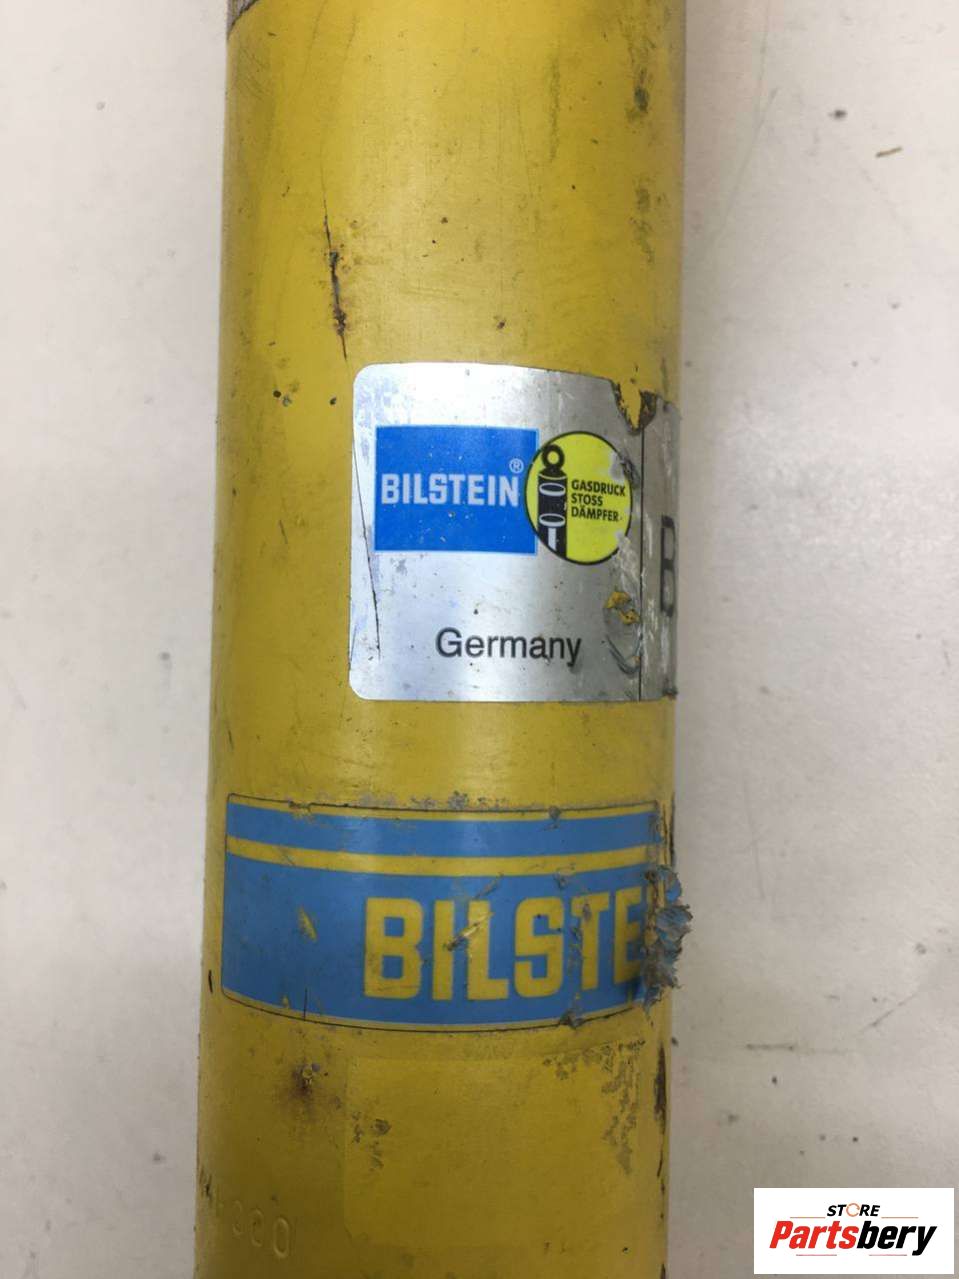 BILSTEIN®
GASDRUCK
STOSS
DÄMPFER
B
Germany
BILSTE
STORE
Partsbery